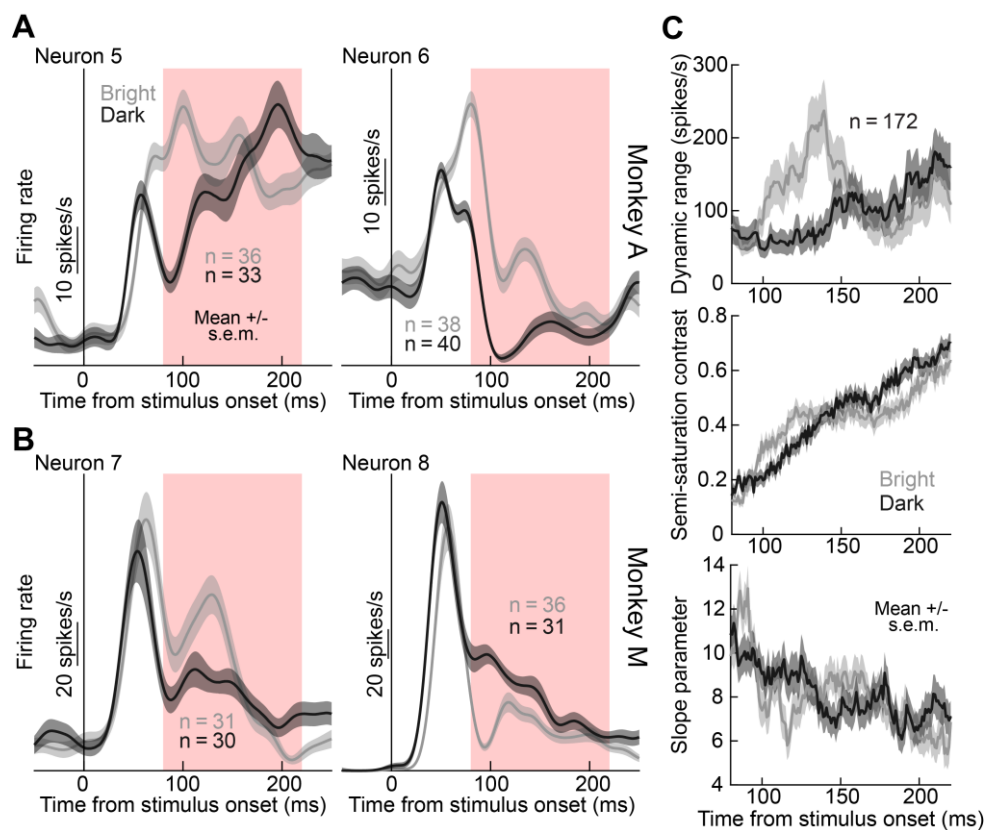 A
Neuron 5
Bright
Dark
Firing rate
10 spikes/s
n = 36
n = 33
Mean +/-
s.e.m.
0
100
200
Time from stimulus onset (ms)
Neuron 6
10 spikes/s
n = 38
n = 40
0
100
200
Time from stimulus onset (ms)
Monkey A
B
Neuron 7
Firing rate
20 spikes/s
n = 31
n = 30
0
100
200
Time from stimulus onset (ms)
Neuron 8
20 spikes/s
n = 36
n = 31
0
100
200
Time from stimulus onset (ms)
Monkey M
C
Dynamic range (spikes/s)
300
200
100
0
n = 172
100
150
200
Semi-saturation contrast
0.8
0.6
0.4
0.2
0
Bright
Dark
100
150
200
Slope parameter
14
12
10
8
6
4
Mean +/-
s.e.m.
100
150
200
Time from stimulus onset (ms)